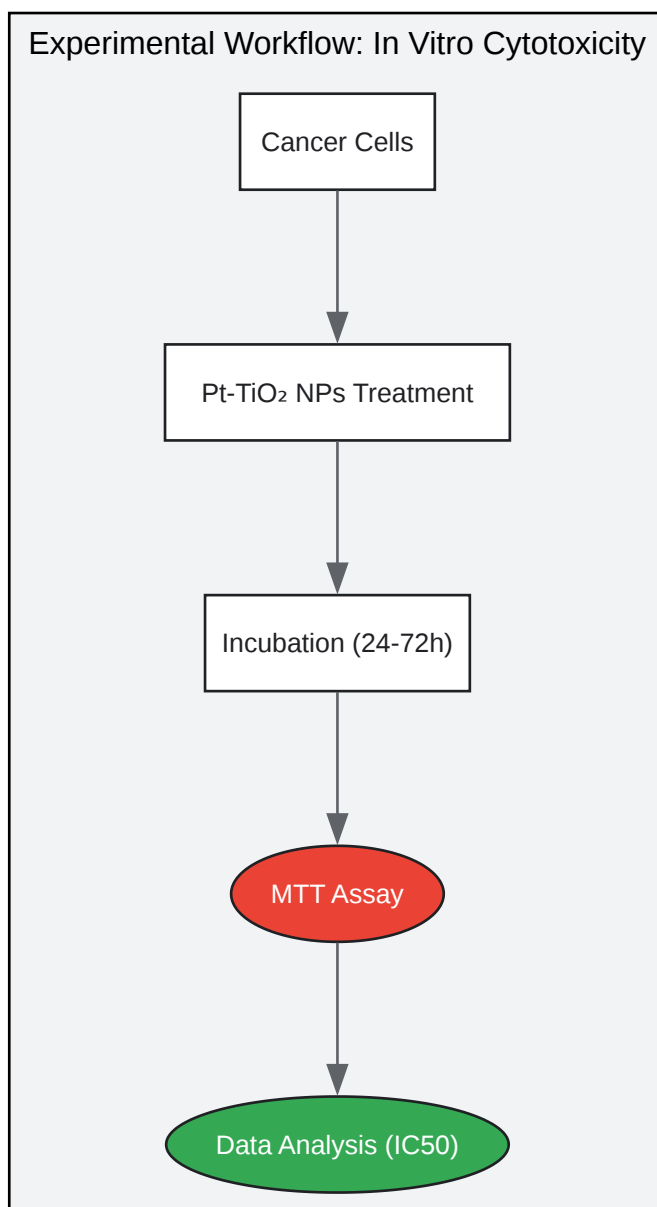 Experimental Workflow: In Vitro Cytotoxicity
Cancer Cells
Pt-TiO₂ NPs Treatment
Incubation (24-72h)
MTT Assay
Data Analysis (IC50)